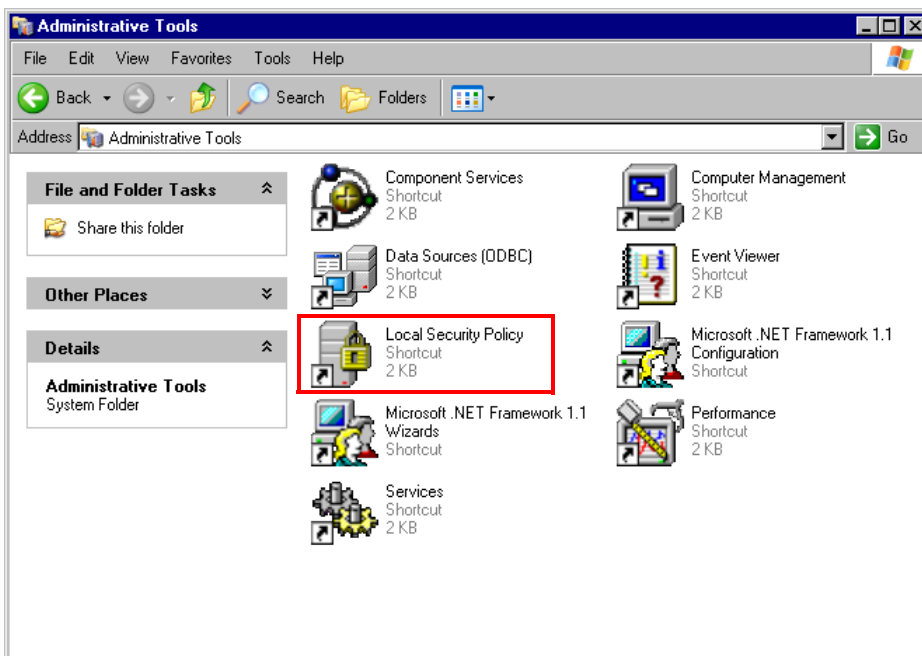 Administrative Tools
File Edit View Favorites Tools Help
Back Search Folders
Address Administrative Tools Go
File and Folder Tasks
Share this folder
Other Places
Details
Administrative Tools
System Folder
Component Services
Shortcut
2 KB
Computer Management
Shortcut
2 KB
Data Sources (ODBC)
Shortcut
2 KB
Event Viewer
Shortcut
2 KB
Local Security Policy
Shortcut
2 KB
Microsoft .NET Framework 1.1
Configuration
Shortcut
Microsoft .NET Framework 1.1
Wizards
Shortcut
Performance
Shortcut
2 KB
Services
Shortcut
2 KB